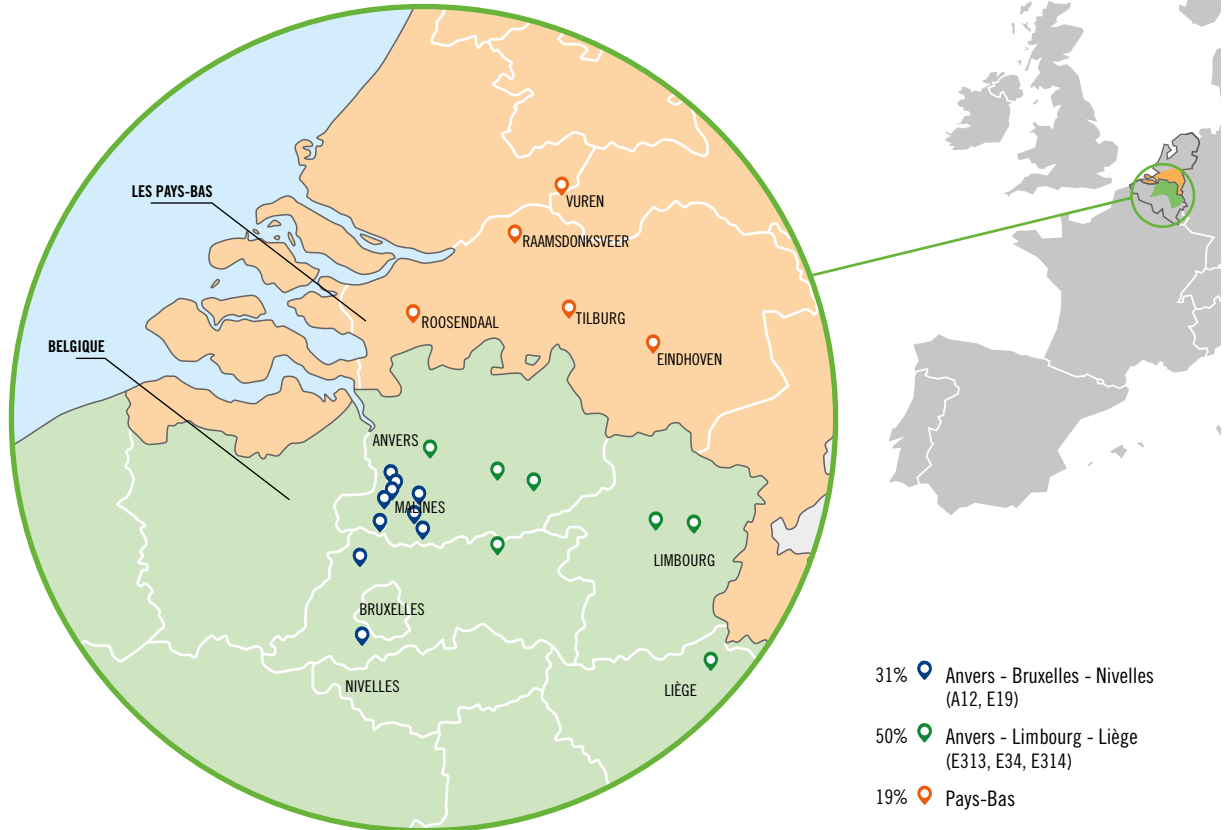 LES PAYS-BAS
VUREN
RAAMSDONKSVEER
ROOSENDAAL
TILBURG
BELGIQUE
EINDHOVEN
ANVERS
MALINES
LIMBOURG
BRUXELLES
NIVELLES
LIÈGE
31% Anvers - Bruxelles - Nivelles
(A12, E19)
50% Anvers - Limbourg - Liège
(E313, E34, E314)
19% Pays-Bas